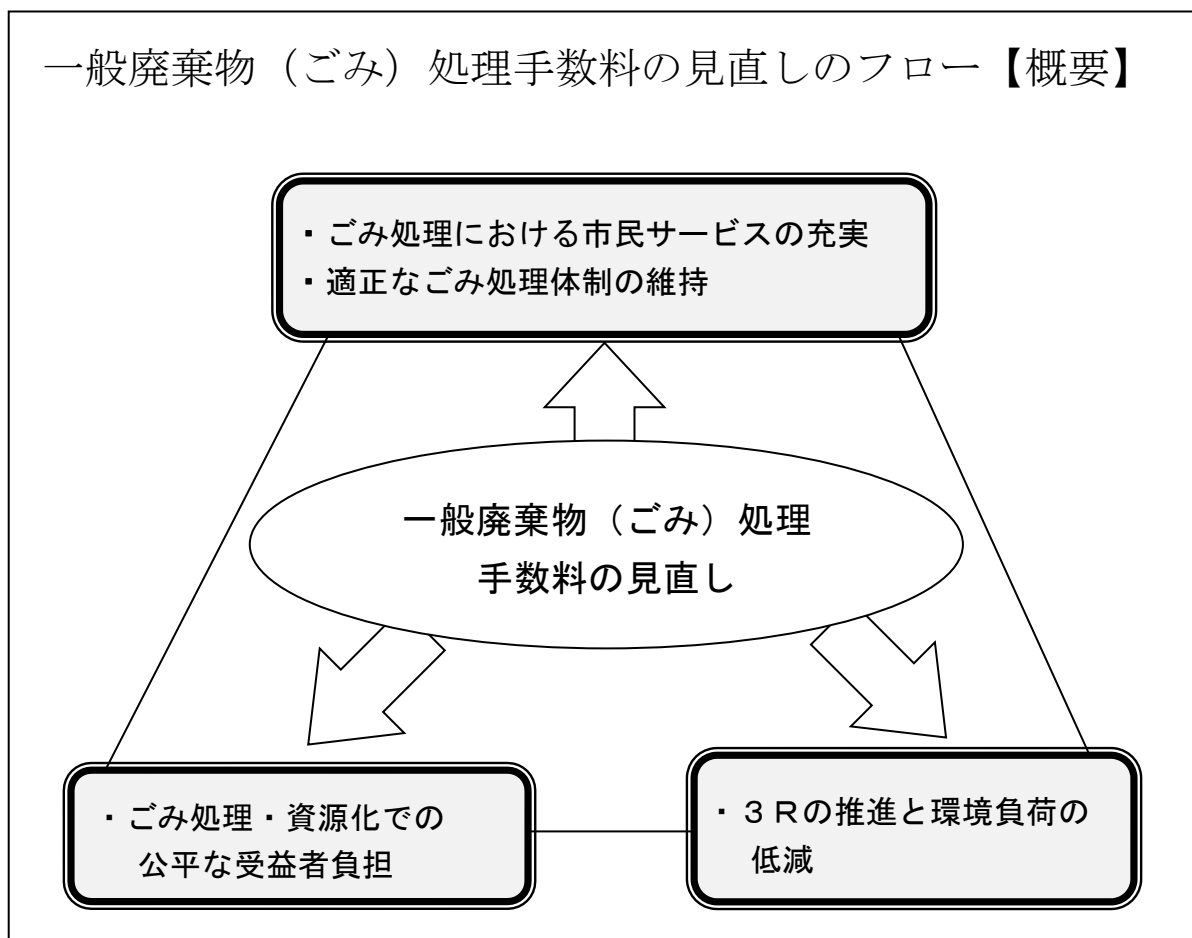 一般廃棄物（ごみ）処理手数料の見直しのフロー【概要】
・ごみ処理における市民サービスの充実
・適正なごみ処理体制の維持
一般廃棄物（ごみ）処理
手数料の見直し
・ごみ処理・資源化での
公平な受益者負担
・３Ｒの推進と環境負荷の
低減